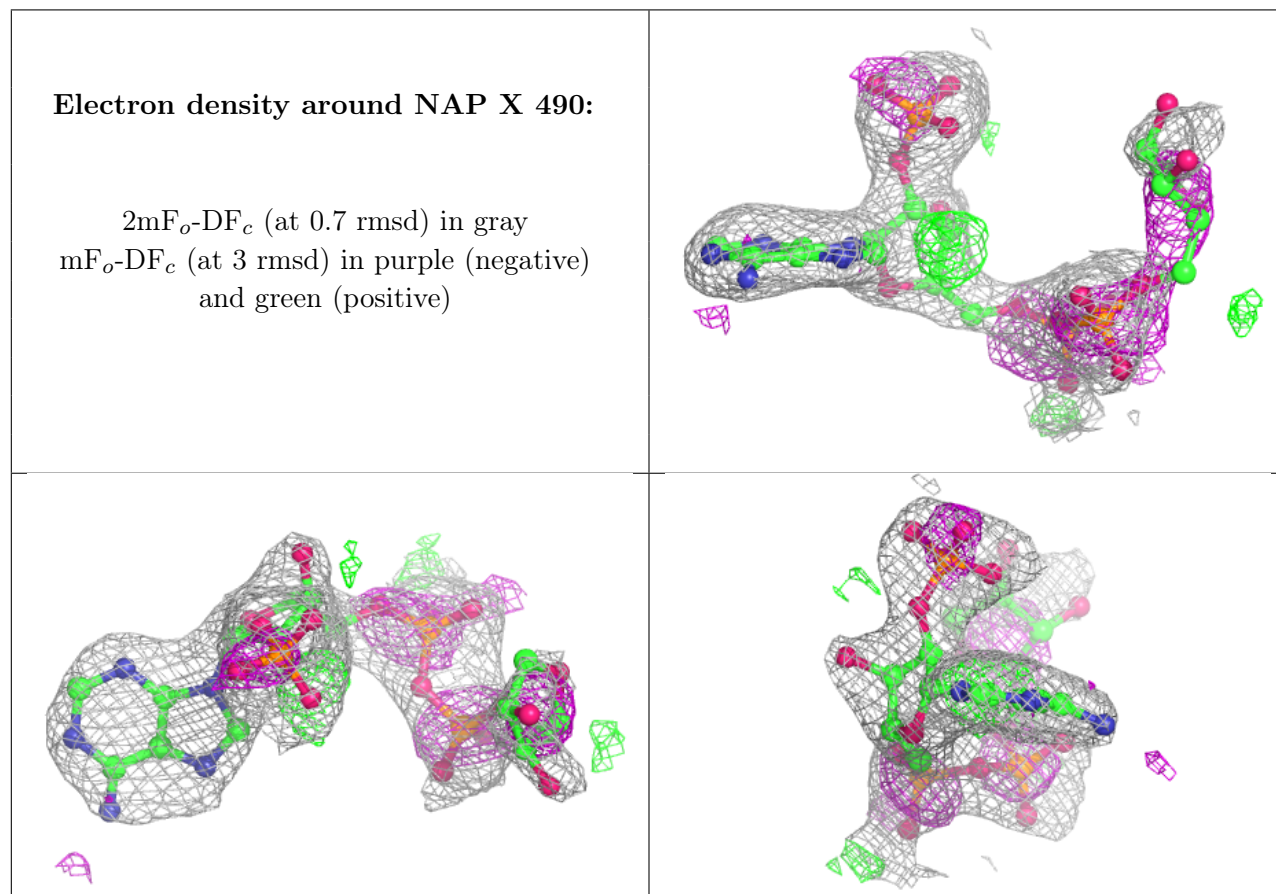 Electron density around NAP X 490:
2mFo-DFc (at 0.7 rmsd) in gray
mFo-DFc (at 3 rmsd) in purple (negative)
and green (positive)